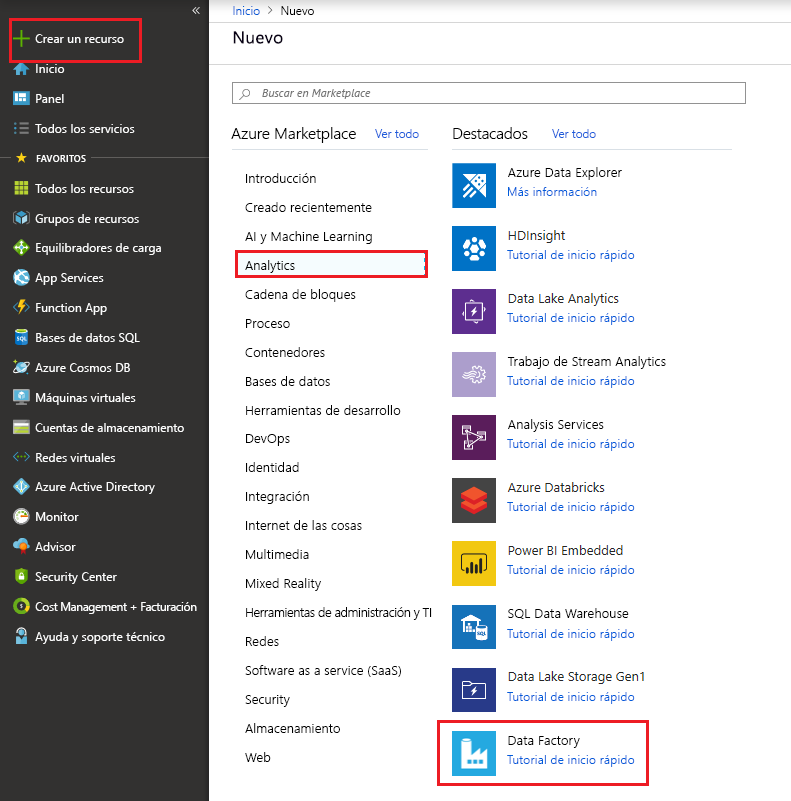 «
Crear un recurso
Inicio
Panel
Todos los servicios
FAVORITOS
Todos los recursos
Grupos de recursos
Equilibradores de carga
App Services
Function App
Bases de datos SQL
Azure Cosmos DB
Máquinas virtuales
Cuentas de almacenamiento
Redes virtuales
Azure Active Directory
Monitor
Advisor
Security Center
Cost Management + Facturación
Ayuda y soporte técnico
Inicio > Nuevo
Nuevo
Buscar en Marketplace
Azure Marketplace Ver todo
Introducción
Creado recientemente
AI y Machine Learning
Analytics
Cadena de bloques
Proceso
Contenedores
Bases de datos
Herramientas de desarrollo
DevOps
Identidad
Integración
Internet de las cosas
Multimedia
Mixed Reality
Herramientas de administración y TI
Redes
Software as a service (SaaS)
Security
Almacenamiento
Web
Destacados Ver todo
Azure Data Explorer
Más información
HDInsight
Tutorial de inicio rápido
Data Lake Analytics
Tutorial de inicio rápido
Trabajo de Stream Analytics
Tutorial de inicio rápido
Analysis Services
Tutorial de inicio rápido
Azure Databricks
Tutorial de inicio rápido
Power BI Embedded
Tutorial de inicio rápido
SQL Data Warehouse
Tutorial de inicio rápido
Data Lake Storage Gen1
Tutorial de inicio rápido
Data Factory
Tutorial de inicio rápido